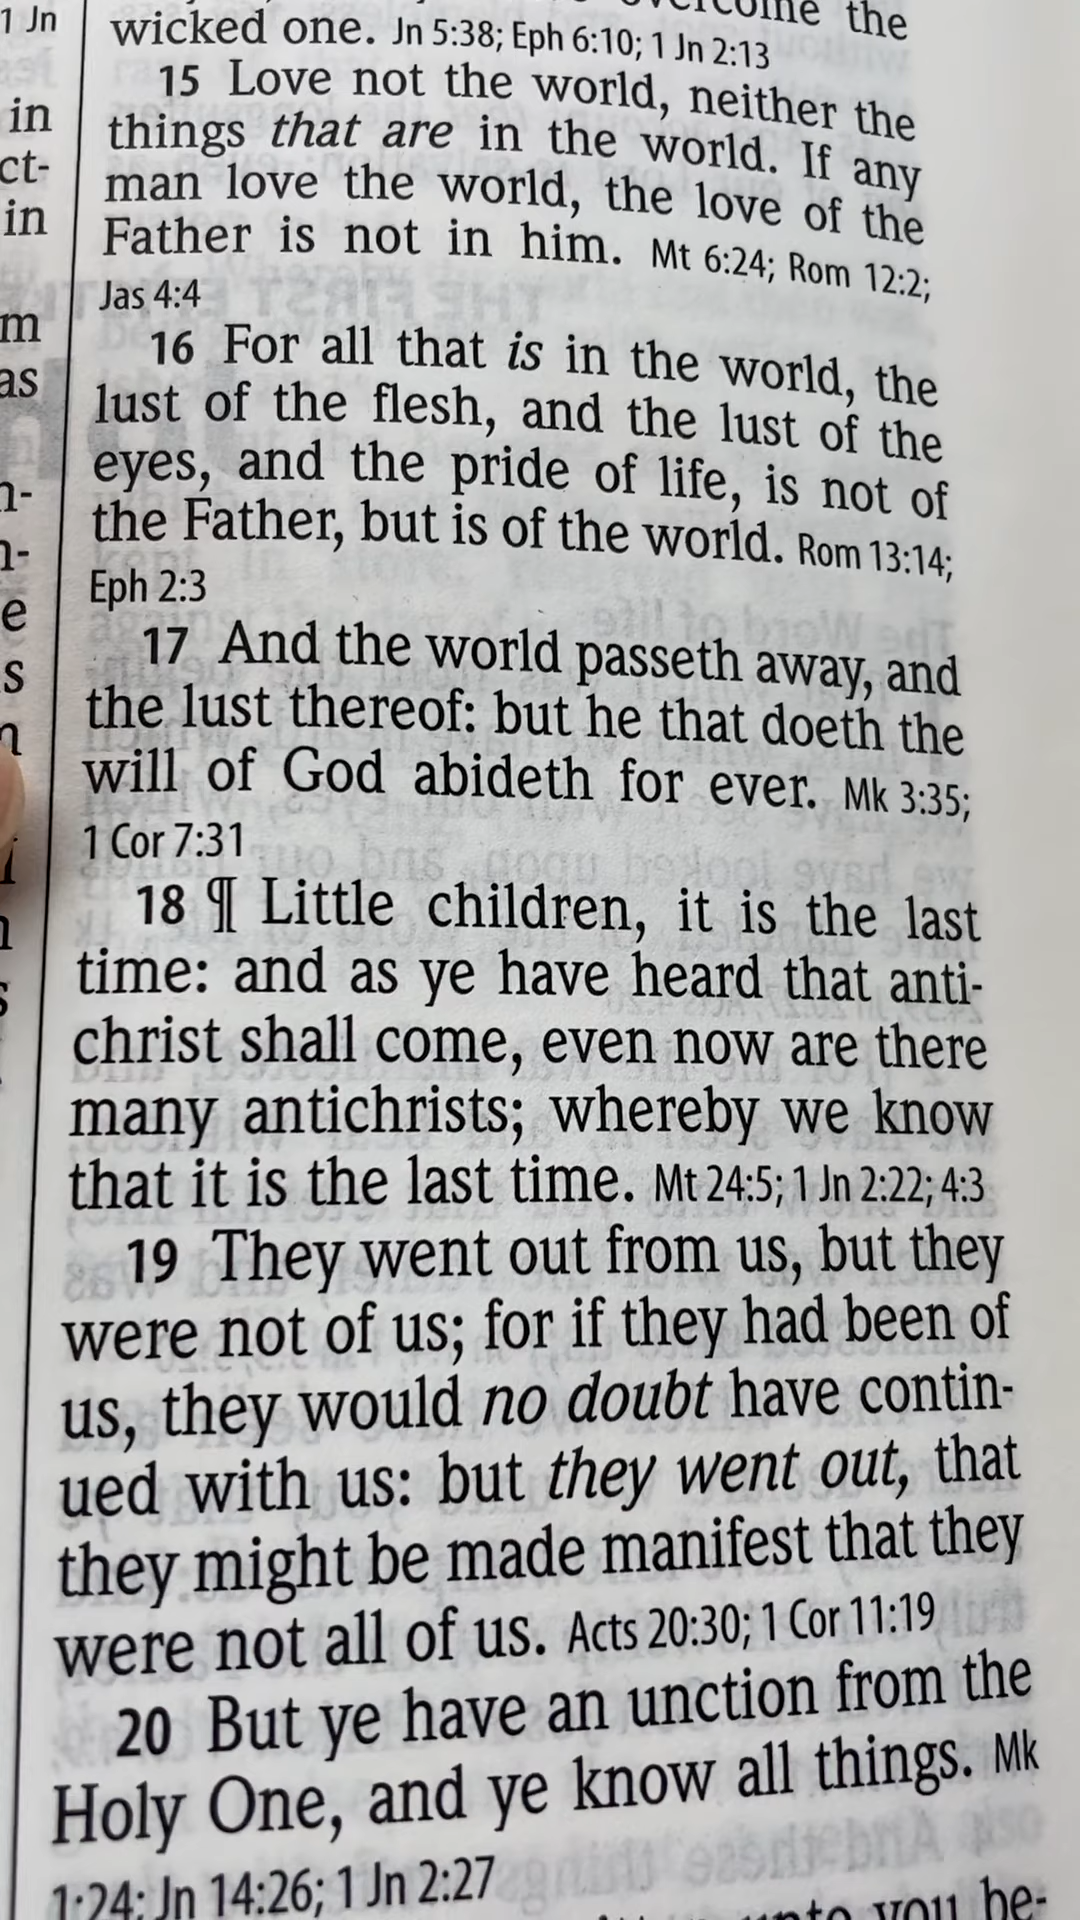 1 Jn
in
ct-
in
m
as
n-
n-
e
s
overcome the
wicked one. Jn 5:38; Eph 6:10; 1 Jn 2:13
15 Love not the world, neither the
things that are in the world. If any
man love the world, the love of the
Father is not in him. Mt 6:24; Rom 12:2;
Jas 4:4
16 For all that is in the world, the
lust of the flesh, and the lust of the
eyes, and the pride of life, is not of
the Father, but is of the world. Rom 13:14;
Eph 2:3
17 And the world passeth away, and
the lust thereof: but he that doeth the
will of God abideth for ever. Mk 3:35;
1 Cor 7:31
18 ¶ Little children, it is the last
time: and as ye have heard that anti-
christ shall come, even now are there
many antichrists; whereby we know
that it is the last time. Mt 24:5; 1 Jn 2:22; 4:3
19 They went out from us, but they
were not of us; for if they had been of
us, they would no doubt have contin-
ued with us: but they went out, that
they might be made manifest that they
were not all of us. Acts 20:30; 1 Cor 11:19
20 But ye have an unction from the
Holy One, and ye know all things. Mk
1:24; Jn 14:26; 1 Jn 2:27
unto you be-